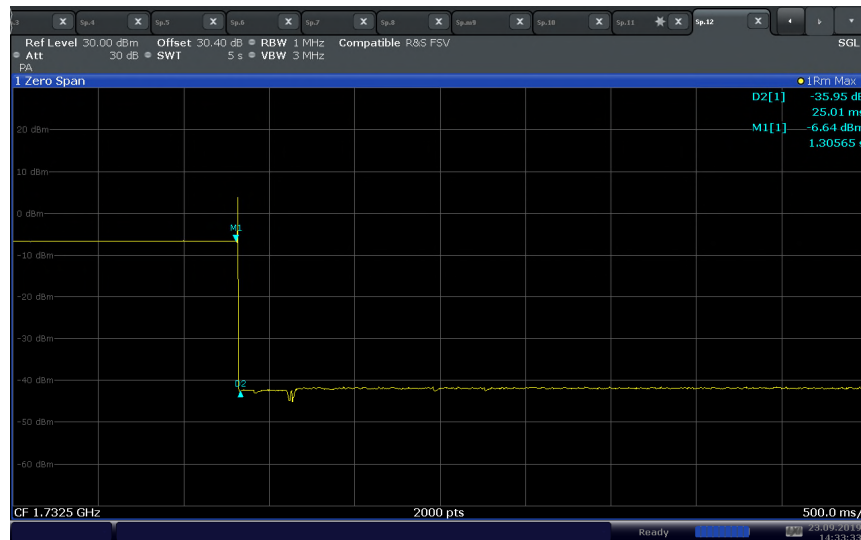 .3 X Sp.4 X Sp.5 X Sp.6 X Sp.7 X Sp.8 X Sp.m9 X Sp.10 X Sp.11 X Sp.12 X
Ref Level 30.00 dBm Offset 30.40 dB RBW 1 MHz Compatible R&S FSV SGL
Att 30 dB SWT 5 s VBW 3 MHz
PA
1 Zero Span 1Rm Max
D2[1] -35.95 dB
25.01 ms
M1[1] -6.64 dBm
1.30565 s
20 dBm
10 dBm
0 dBm
M1
-10 dBm
-20 dBm
-30 dBm
-40 dBm
D2
-50 dBm
-60 dBm
CF 1.7325 GHz 2000 pts 500.0 ms/
Ready 23.09.2019
14:33:33